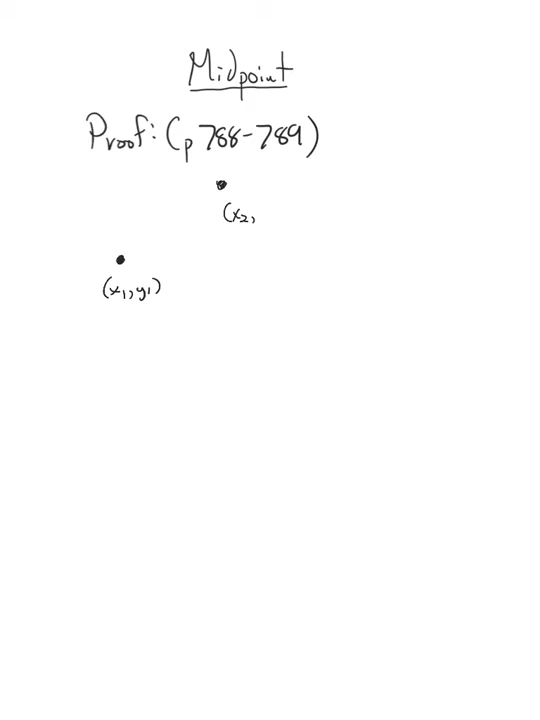 Midpoint
Proof: (p 788-789)
(x2,
(x1, y1)